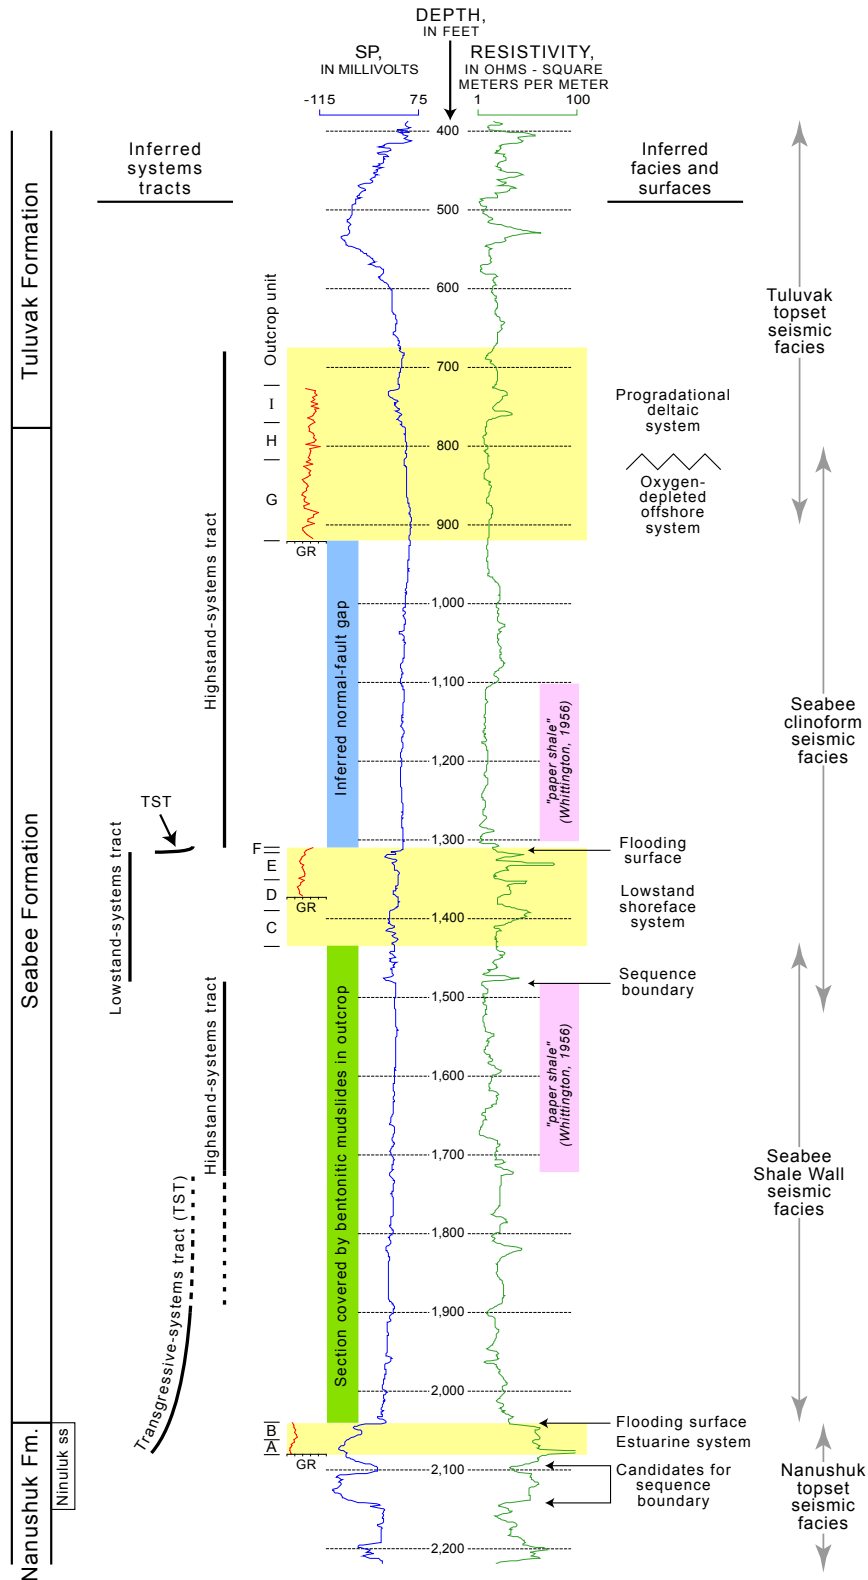 DEPTH,
IN FEET
SP,
IN MILLIVOLTS
RESISTIVITY,
IN OHMS - SQUARE
METERS PER METER
-115
75
1
100
Inferred
systems
tracts
Inferred
facies and
surfaces
400
500
600
700
800
900
1,000
1,100
1,200
1,300
1,400
1,500
1,600
1,700
1,800
1,900
2,000
2,100
2,200
Tuluvak Formation
Seabee Formation
Nanushuk Fm.
Ninuluk ss
Outcrop unit
I
H
G
GR
F
E
D
GR
C
B
A
GR
Highstand-systems tract
TST
Lowstand-systems tract
Highstand-systems tract
Transgressive-systems tract (TST)
Inferred normal-fault gap
Section covered by bentonitic mudslides in outcrop
"paper shale"
(Whittington, 1956)
"paper shale"
(Whittington, 1956)
Progradational
deltaic
system
Oxygen-
depleted
offshore
system
Flooding
surface
Lowstand
shoreface
system
Sequence
boundary
Flooding surface
Estuarine system
Candidates for
sequence
boundary
Tuluvak
topset
seismic
facies
Seabee
clinoform
seismic
facies
Seabee
Shale Wall
seismic
facies
Nanushuk
topset
seismic
facies